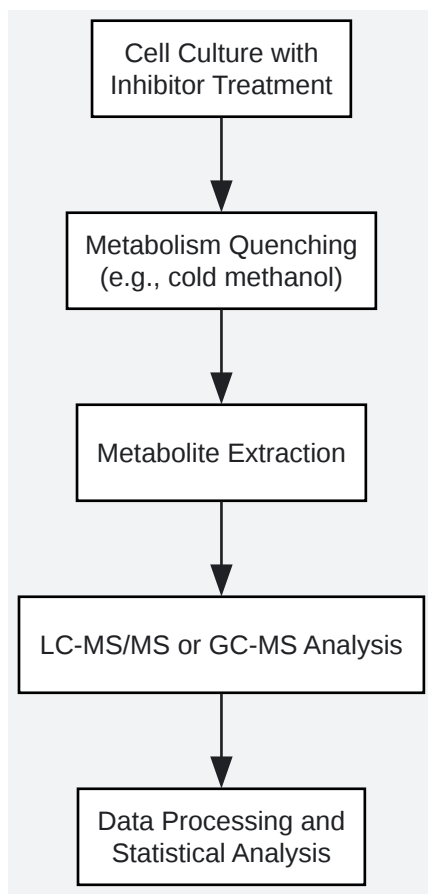 Cell Culture with
Inhibitor Treatment
Metabolism Quenching
(e.g., cold methanol)
Metabolite Extraction
LC-MS/MS or GC-MS Analysis
Data Processing and
Statistical Analysis